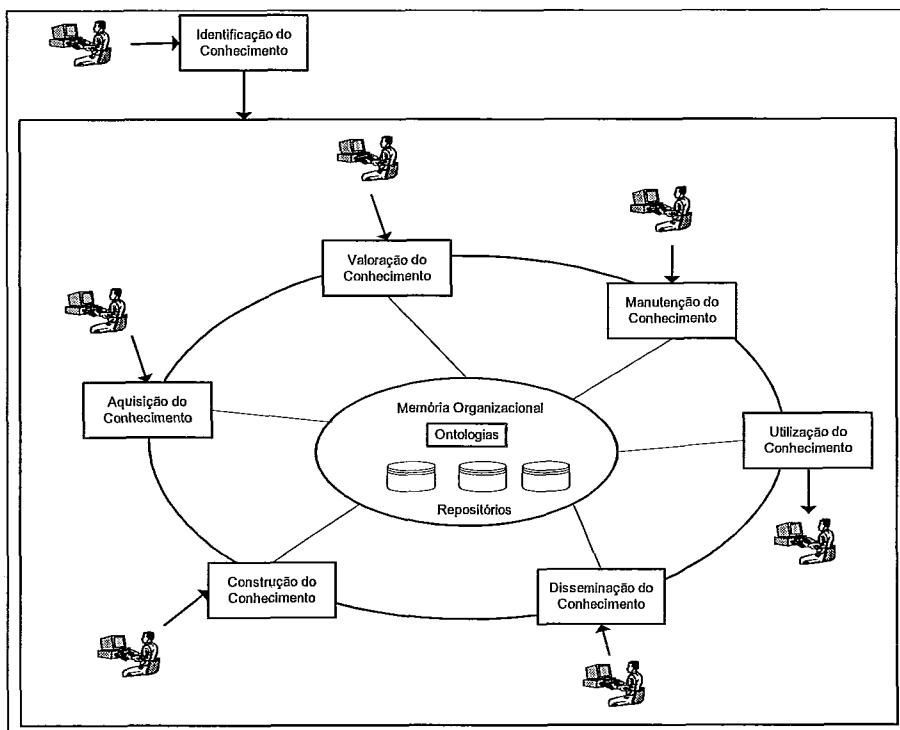 Identificação do
Conhecimento
Valoração do
Conhecimento
Manutenção do
Conhecimento
Aquisição do
Conhecimento
Memória Organizacional
Ontologias
Repositórios
Utilização do
Conhecimento
Construção do
Conhecimento
Disseminação do
Conhecimento